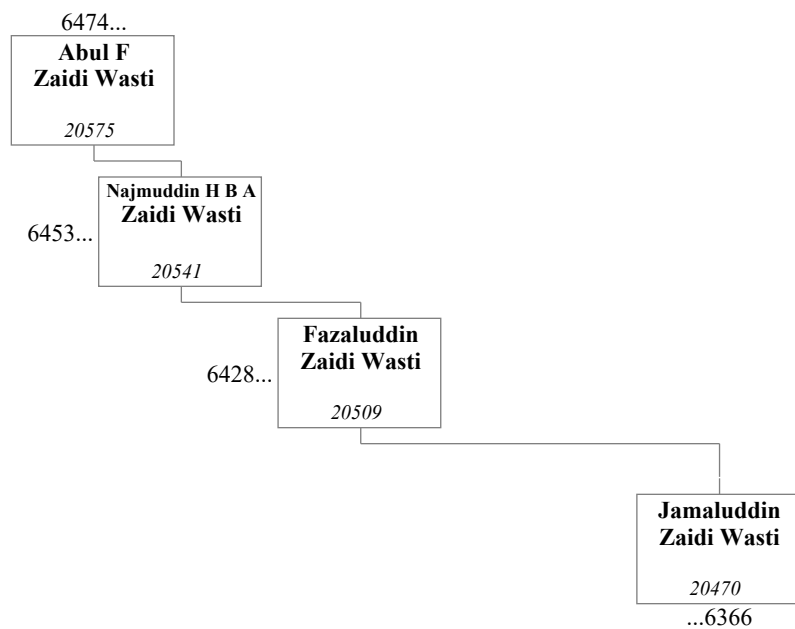 6474...
Abul F
Zaidi Wasti
20575
Najmuddin H B A
Zaidi Wasti
6453...
20541
Fazaluddin
Zaidi Wasti
6428...
20509
Jamaluddin
Zaidi Wasti
20470
...6366